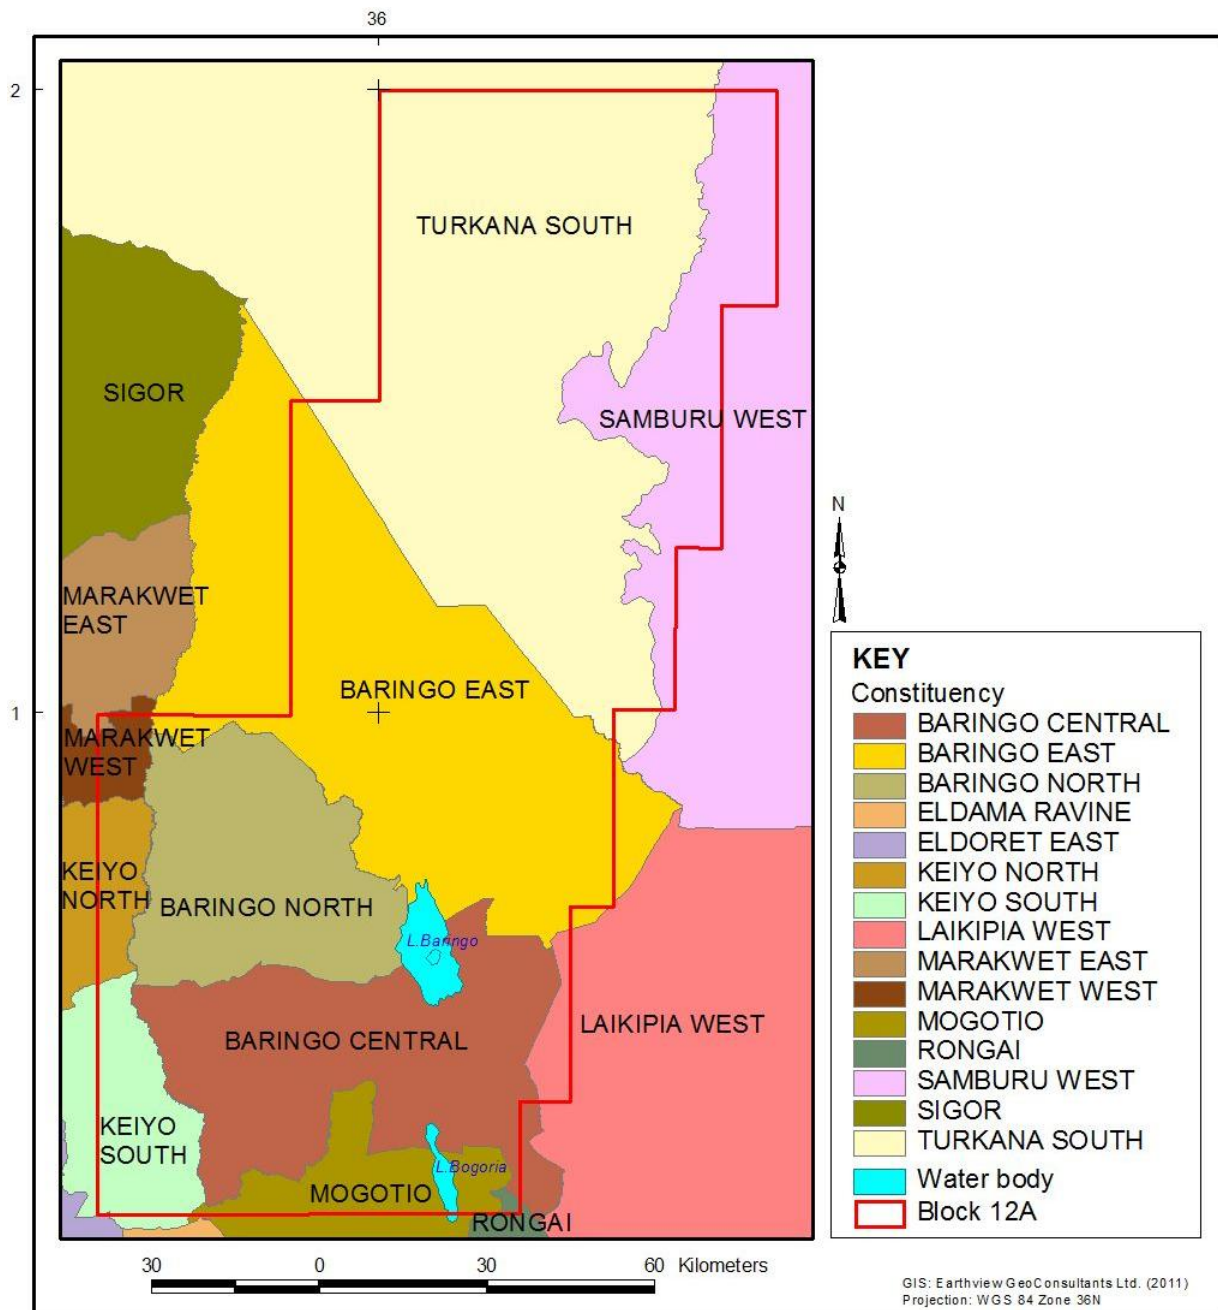 36
2
TURKANA SOUTH
SIGOR
SAMBURU WEST
N
MARAKWET
EAST
BARINGO EAST
1
MARAKWET
WEST
KEIYO
NORTH
BARINGO NORTH
L.Baringo
LAIKIPIA WEST
BARINGO CENTRAL
KEIYO
SOUTH
L.Bogoria
MOGOTIO
RONGAI
KEY
Constituency
BARINGO CENTRAL
BARINGO EAST
BARINGO NORTH
ELDAMA RAVINE
ELDORET EAST
KEIYO NORTH
KEIYO SOUTH
LAIKIPIA WEST
MARAKWET EAST
MARAKWET WEST
MOGOTIO
RONGAI
SAMBURU WEST
SIGOR
TURKANA SOUTH
Water body
Block 12A
30 0 30 60 Kilometers
GIS: Earthview GeoConsultants Ltd. (2011)
Projection: WGS 84 Zone 36N